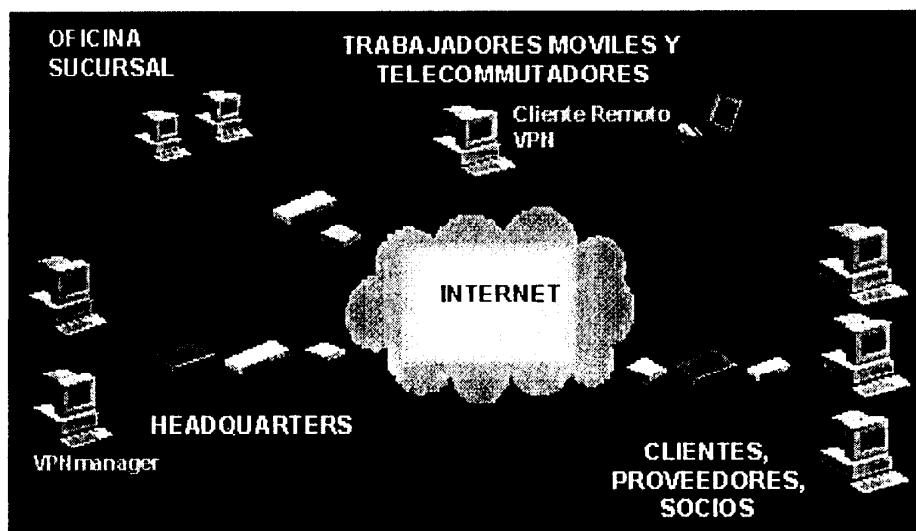 OFICINA
SUCURSAL
TRABAJADORES MOVILES Y
TELECOMMUTADORES
Cliente Remoto
VPN
INTERNET
HEADQUARTERS
VPNmanager
CLIENTES,
PROVEEDORES,
SOCIOS